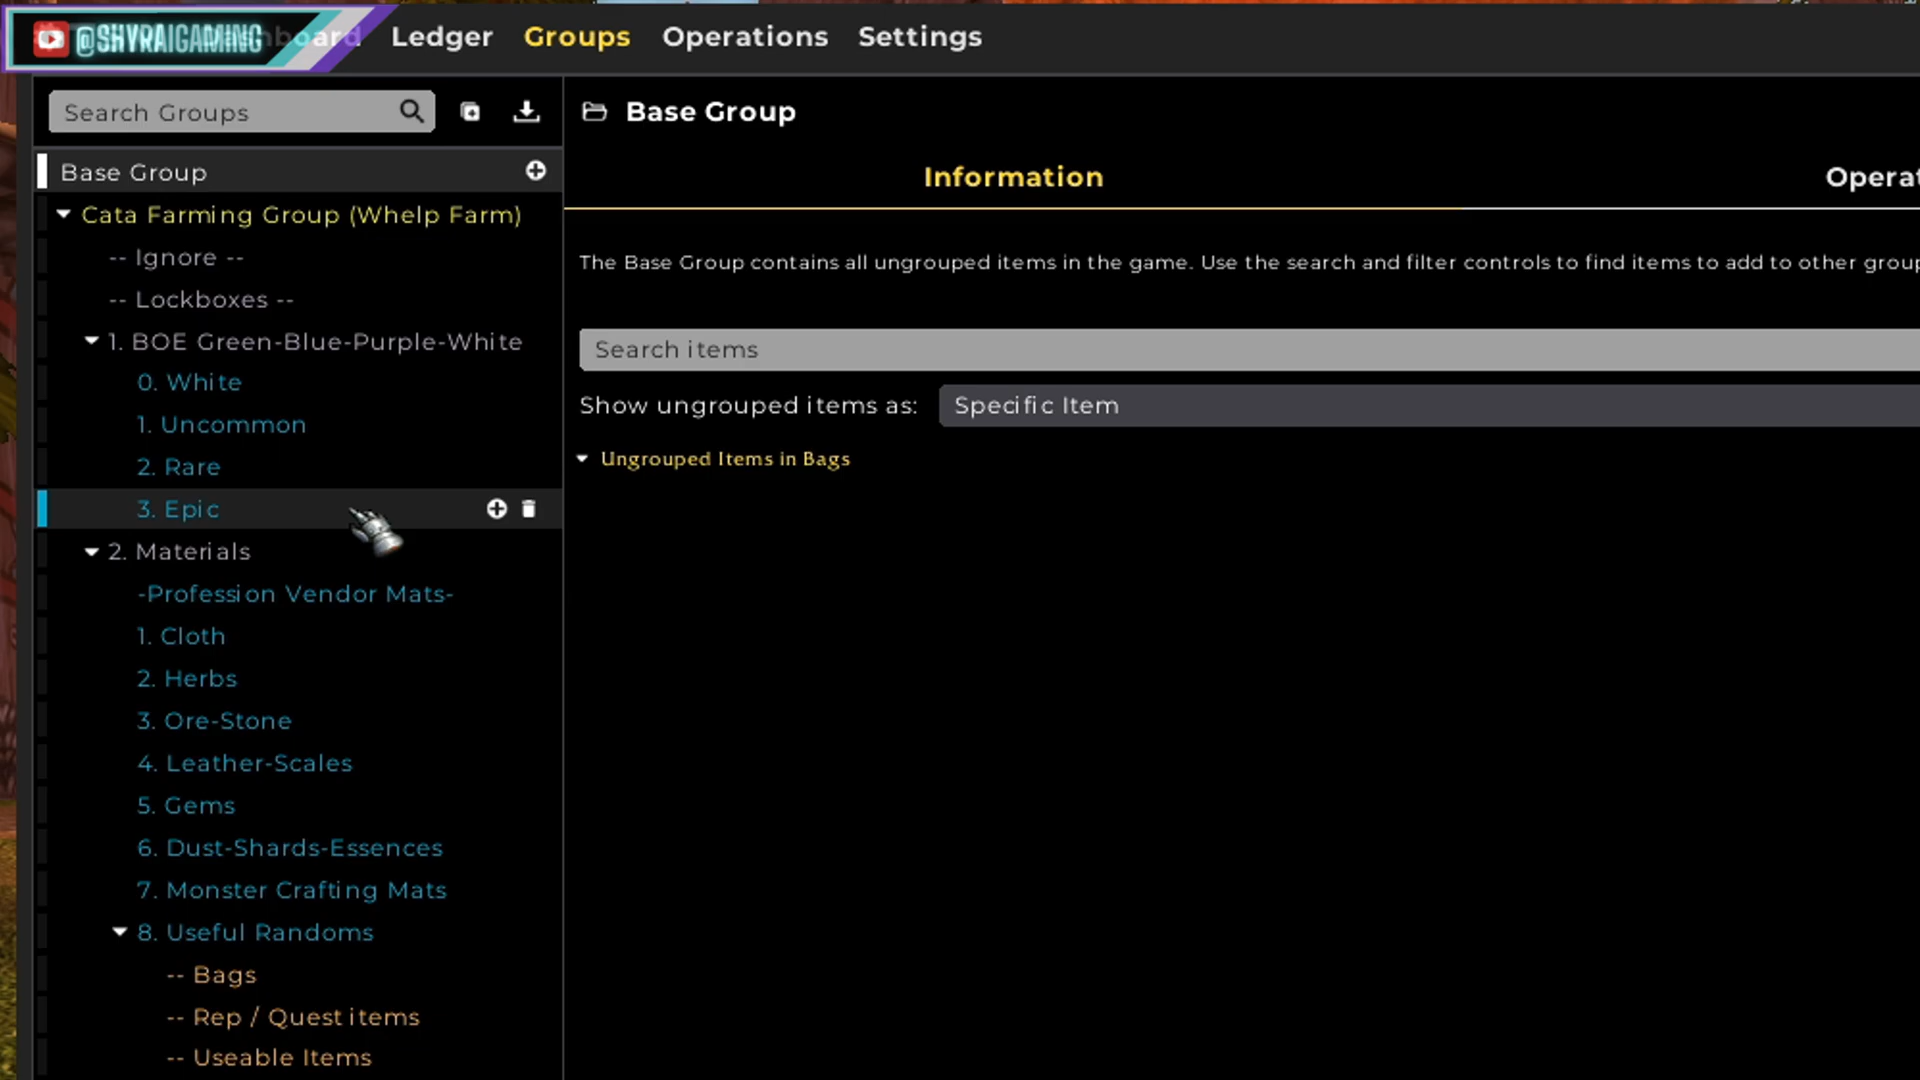 @SHYRAIGAMING
Ledger
Groups
Operations
Settings
Search Groups
Base Group
Cata Farming Group (Whelp Farm)
-- Ignore --
-- Lockboxes --
1. BOE Green-Blue-Purple-White
0. White
1. Uncommon
2. Rare
3. Epic
2. Materials
-Profession Vendor Mats-
1. Cloth
2. Herbs
3. Ore-Stone
4. Leather-Scales
5. Gems
6. Dust-Shards-Essences
7. Monster Crafting Mats
8. Useful Randoms
-- Bags
-- Rep / Quest items
-- Useable Items
Base Group
Information
Operat
The Base Group contains all ungrouped items in the game. Use the search and filter controls to find items to add to other group
Search items
Show ungrouped items as:
Specific Item
Ungrouped Items in Bags